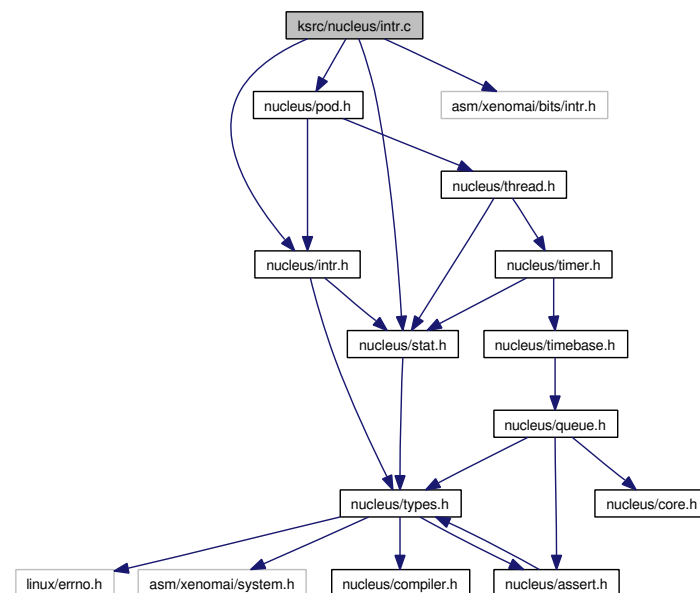 ksrc/nucleus/intr.c
nucleus/pod.h
asm/xenomai/bits/intr.h
nucleus/thread.h
nucleus/intr.h
nucleus/timer.h
nucleus/stat.h
nucleus/timebase.h
nucleus/queue.h
nucleus/types.h
nucleus/core.h
linux/errno.h
asm/xenomai/system.h
nucleus/compiler.h
nucleus/assert.h